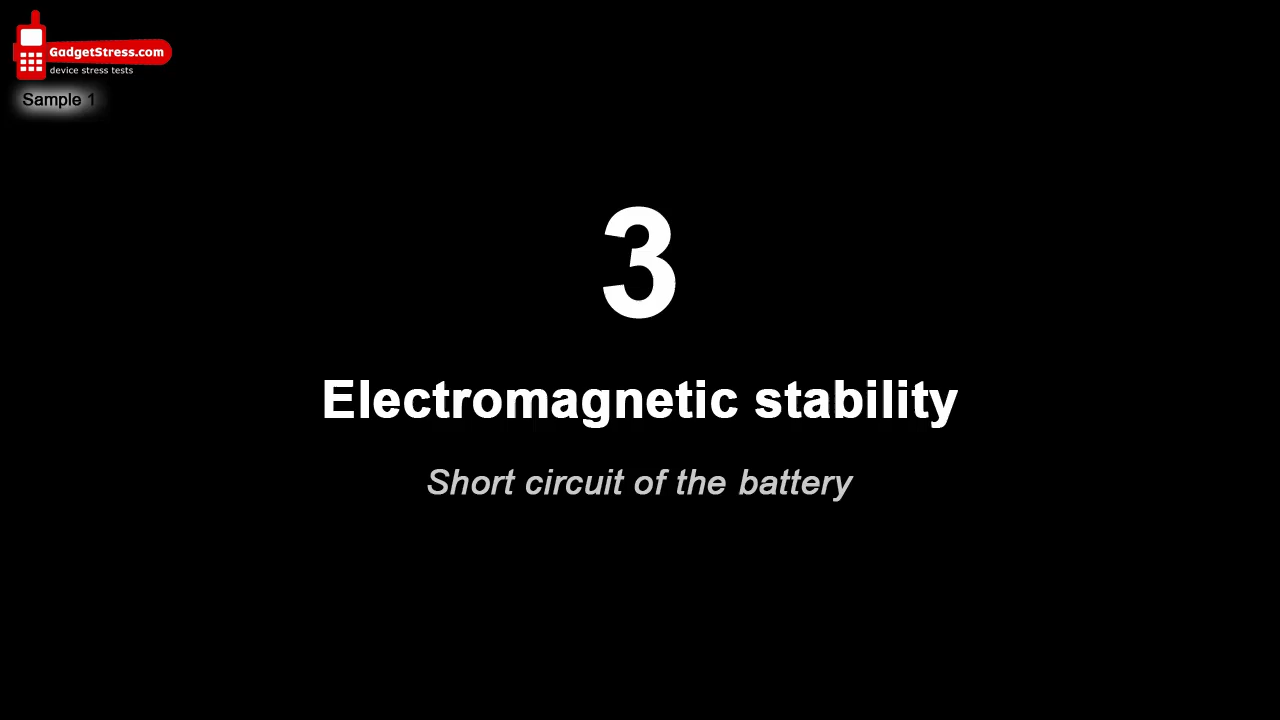 GadgetStress.com
device stress tests
Sample 1
3
Electromagnetic stability
Short circuit of the battery